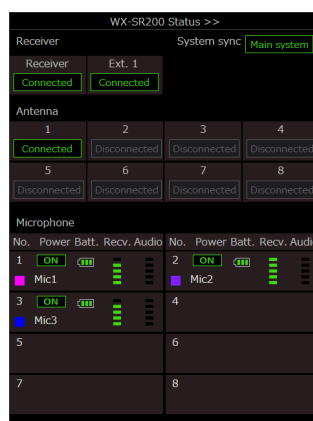 WX-SR200 Status >>
Receiver System sync Main system
Receiver Ext. 1
Connected Connected
Antenna
1 2 3 4
Connected Disconnected Disconnected Disconnected
5 6 7 8
Disconnected Disconnected Disconnected Disconnected
Microphone
No. Power Batt. Recv. Audio No. Power Batt. Recv. Audi
1 ON 2 ON
Mic1 Mic2
3 ON 4
Mic3
5 6
7 8